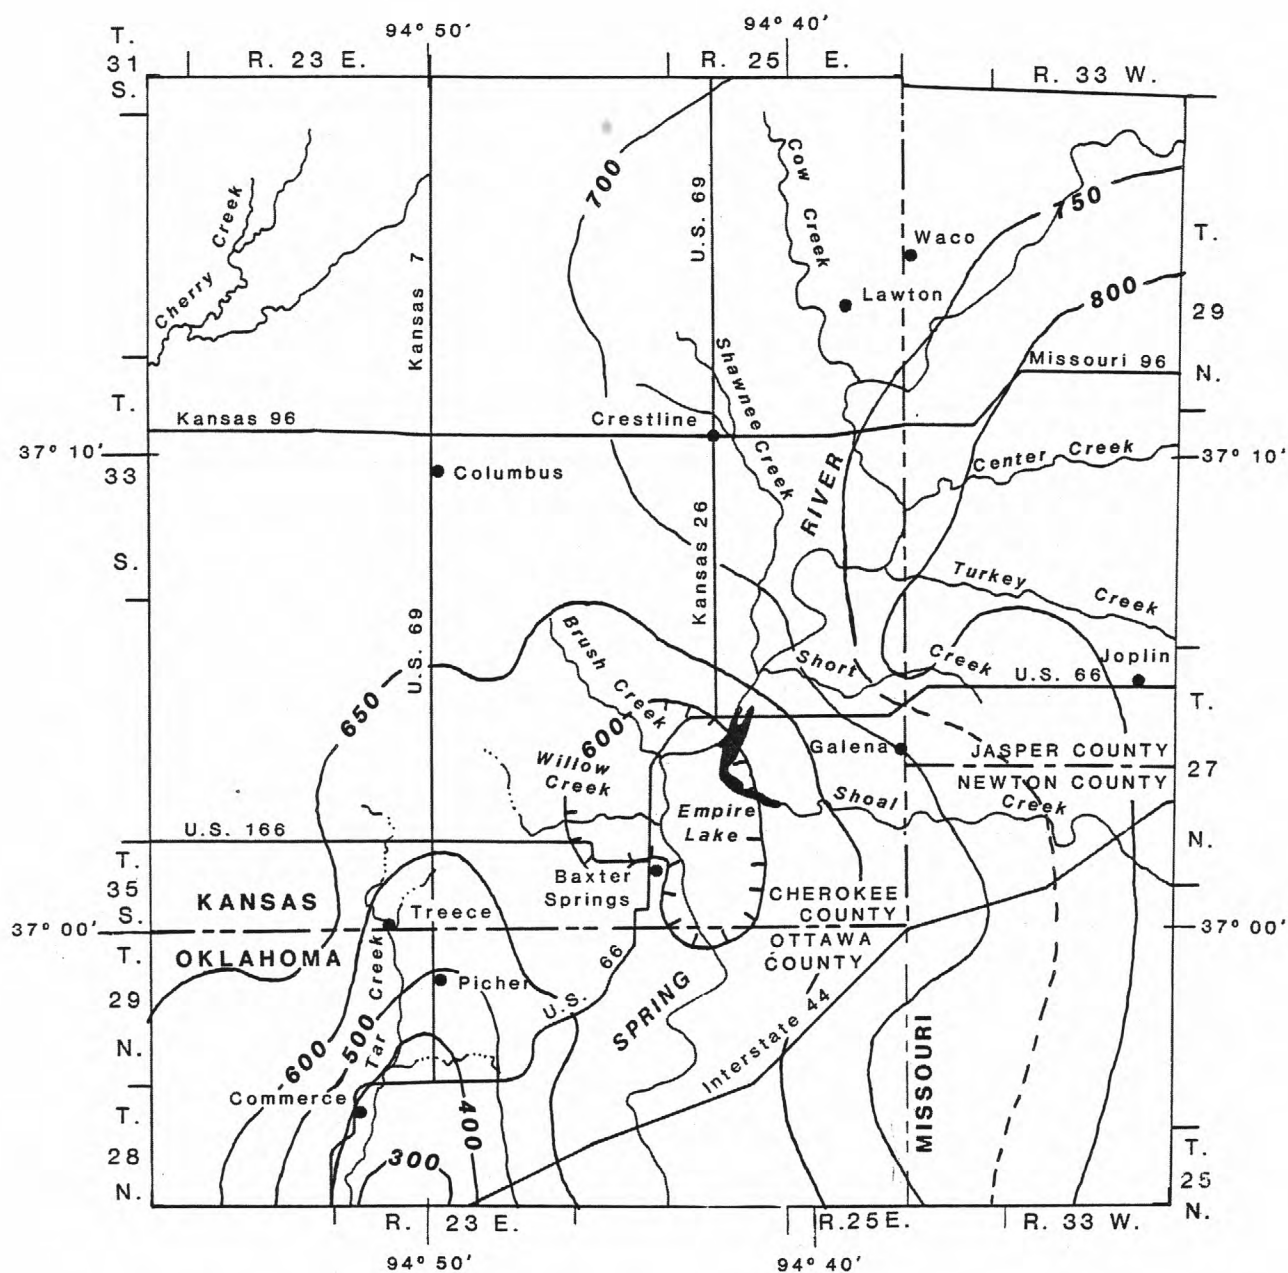 94° 50'
94° 40'
T.
31
S.
R. 23 E.
R. 25 E.
R. 33 W.
Cherry Creek
Kansas 7
700
U.S. 69
Cow Creek
Waco
Lawton
750
800
T.
29
N.
Missouri 96
Shawnee Creek
T.
33
S.
Kansas 96
Crestline
37° 10'
37° 10'
Columbus
Center Creek
RIVER
Kansas 26
Turkey Creek
U.S. 69
650
Brush Creek
Short Creek
Joplin
U.S. 66
600
Galena
JASPER COUNTY
NEWTON COUNTY
T.
27
N.
Willow
Creek
Empire
Lake
Shoal Creek
U.S. 166
T.
35
S.
KANSAS
Baxter
Springs
CHEROKEE
COUNTY
Treece
37° 00'
37° 00'
OKLAHOMA
OTTAWA
COUNTY
T.
29
N.
Tar Creek
Picher
U.S. 66
SPRING
600
500
Interstate 44
MISSOURI
Commerce
400
300
T.
28
N.
T.
25
N.
R. 23 E.
R.25E.
R. 33 W.
94° 50'
94° 40'